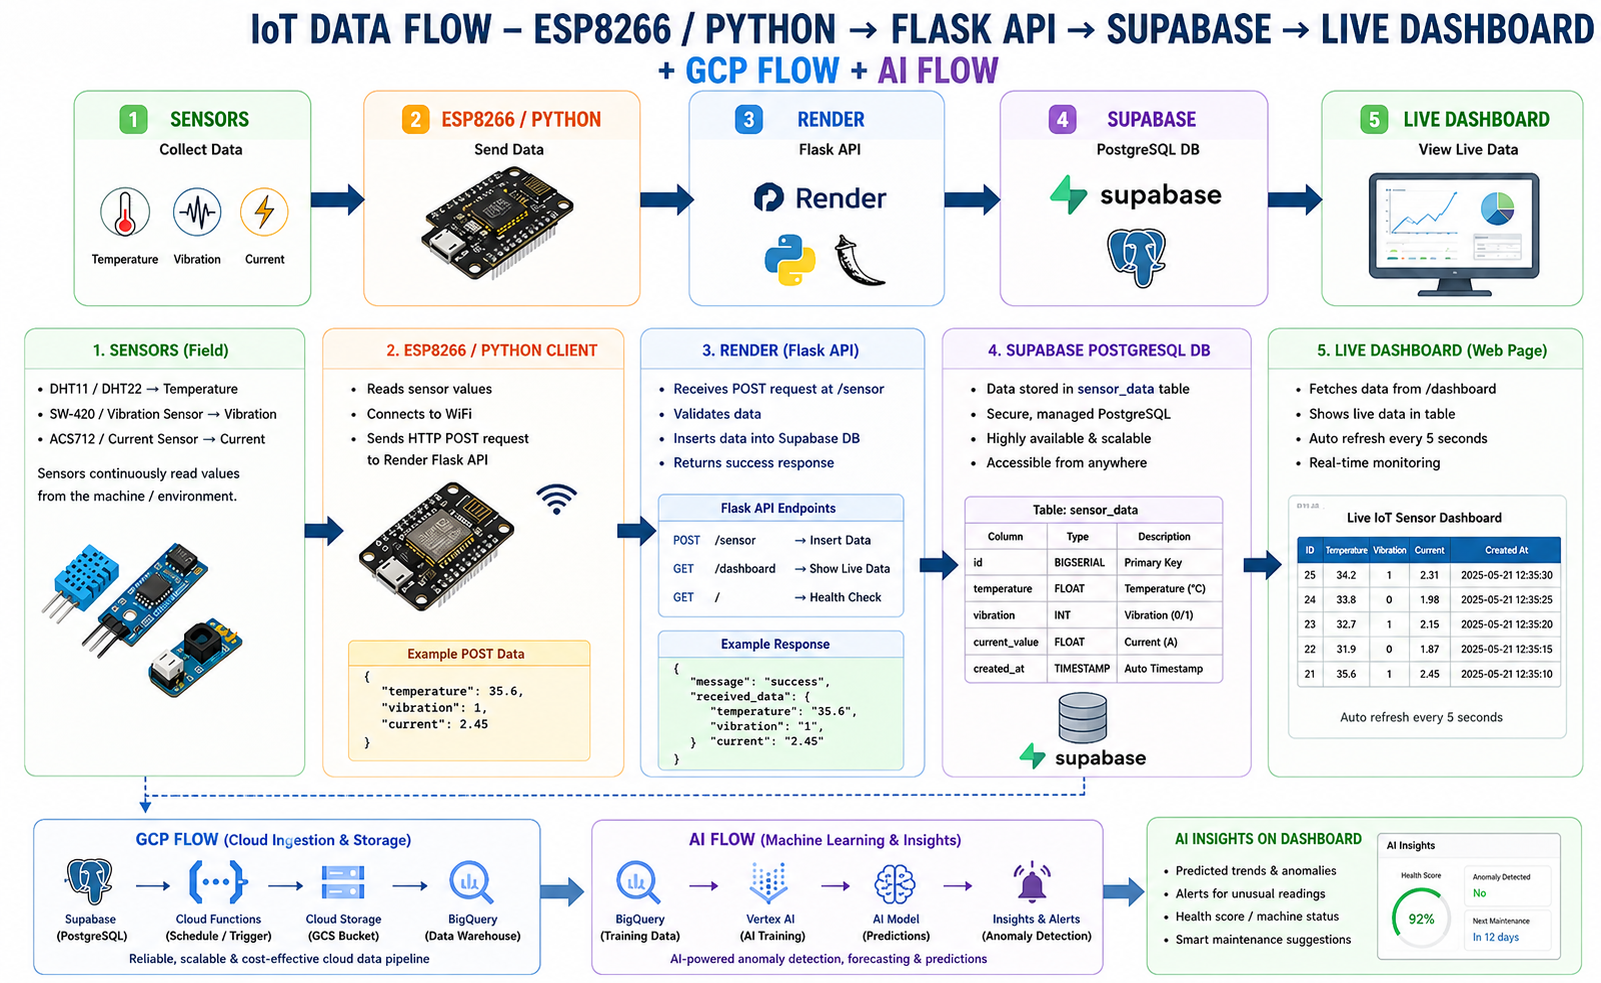 IoT DATA FLOW – ESP8266 / PYTHON → FLASK API → SUPABASE → LIVE DASHBOARD
+ GCP FLOW + AI FLOW
1 SENSORS
Collect Data
Temperature Vibration Current
2 ESP8266 / PYTHON
Send Data
3 RENDER
Flask API
Render
4 SUPABASE
PostgreSQL DB
supabase
5 LIVE DASHBOARD
View Live Data
1. SENSORS (Field)
• DHT11 / DHT22 → Temperature
• SW-420 / Vibration Sensor → Vibration
• ACS712 / Current Sensor → Current
Sensors continuously read values
from the machine / environment.
2. ESP8266 / PYTHON CLIENT
• Reads sensor values
• Connects to WiFi
• Sends HTTP POST request
to Render Flask API
Example POST Data
{
"temperature": 35.6,
"vibration": 1,
"current": 2.45
}
3. RENDER (Flask API)
• Receives POST request at /sensor
• Validates data
• Inserts data into Supabase DB
• Returns success response
Flask API Endpoints
POST /sensor → Insert Data
GET /dashboard → Show Live Data
GET / → Health Check
Example Response
{
"message": "success",
"received_data": {
"temperature": "35.6",
"vibration": "1",
} "current": "2.45"
}
4. SUPABASE POSTGRESQL DB
• Data stored in sensor_data table
• Secure, managed PostgreSQL
• Highly available & scalable
• Accessible from anywhere
Table: sensor_data
Column Type Description
id BIGSERIAL Primary Key
temperature FLOAT Temperature (°C)
vibration INT Vibration (0/1)
current_value FLOAT Current (A)
created_at TIMESTAMP Auto Timestamp
supabase
5. LIVE DASHBOARD (Web Page)
• Fetches data from /dashboard
• Shows live data in table
• Auto refresh every 5 seconds
• Real-time monitoring
Live IoT Sensor Dashboard
ID Temperature Vibration Current Created At
25 34.2 1 2.31 2025-05-21 12:35:30
24 33.8 0 1.98 2025-05-21 12:35:25
23 32.7 1 2.15 2025-05-21 12:35:20
22 31.9 0 1.87 2025-05-21 12:35:15
21 35.6 1 2.45 2025-05-21 12:35:10
Auto refresh every 5 seconds
GCP FLOW (Cloud Ingestion & Storage)
Supabase Cloud Functions Cloud Storage BigQuery
(PostgreSQL) (Schedule / Trigger) (GCS Bucket) (Data Warehouse)
Reliable, scalable & cost-effective cloud data pipeline
AI FLOW (Machine Learning & Insights)
BigQuery Vertex AI AI Model Insights & Alerts
(Training Data) (AI Training) (Predictions) (Anomaly Detection)
AI-powered anomaly detection, forecasting & predictions
AI INSIGHTS ON DASHBOARD
• Predicted trends & anomalies
• Alerts for unusual readings
• Health score / machine status
• Smart maintenance suggestions
AI Insights
Health Score
92%
Anomaly Detected
No
Next Maintenance
In 12 days